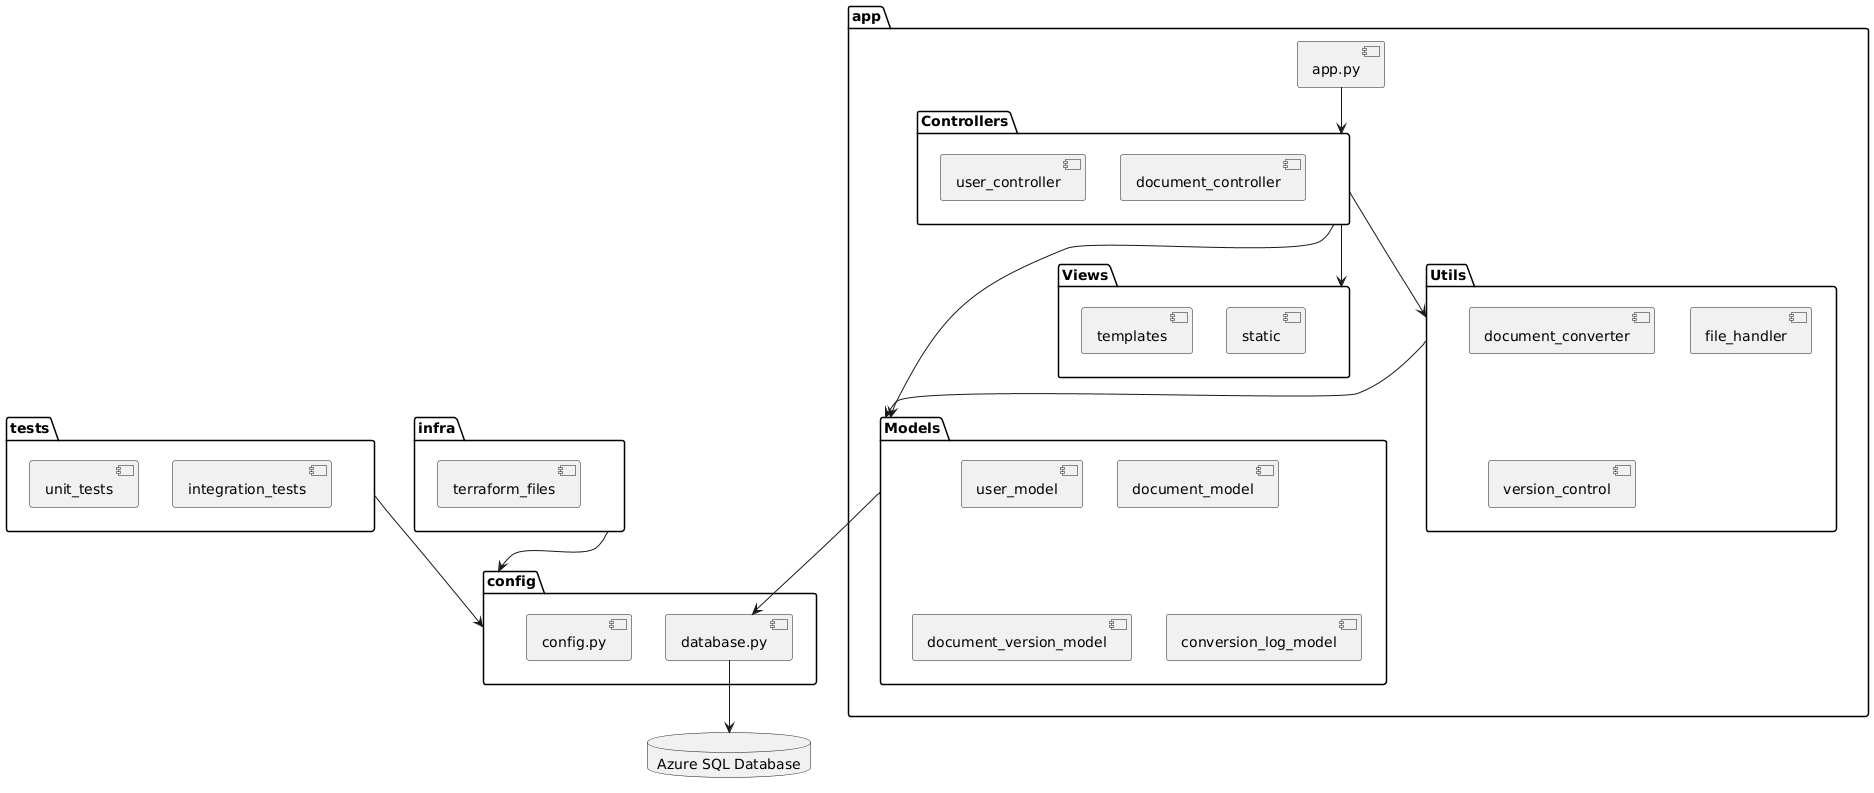 app
app.py
Controllers
user_controller
document_controller
Views
templates
static
Utils
document_converter
file_handler
version_control
tests
unit_tests
integration_tests
infra
terraform_files
Models
user_model
document_model
document_version_model
conversion_log_model
config
config.py
database.py
Azure SQL Database